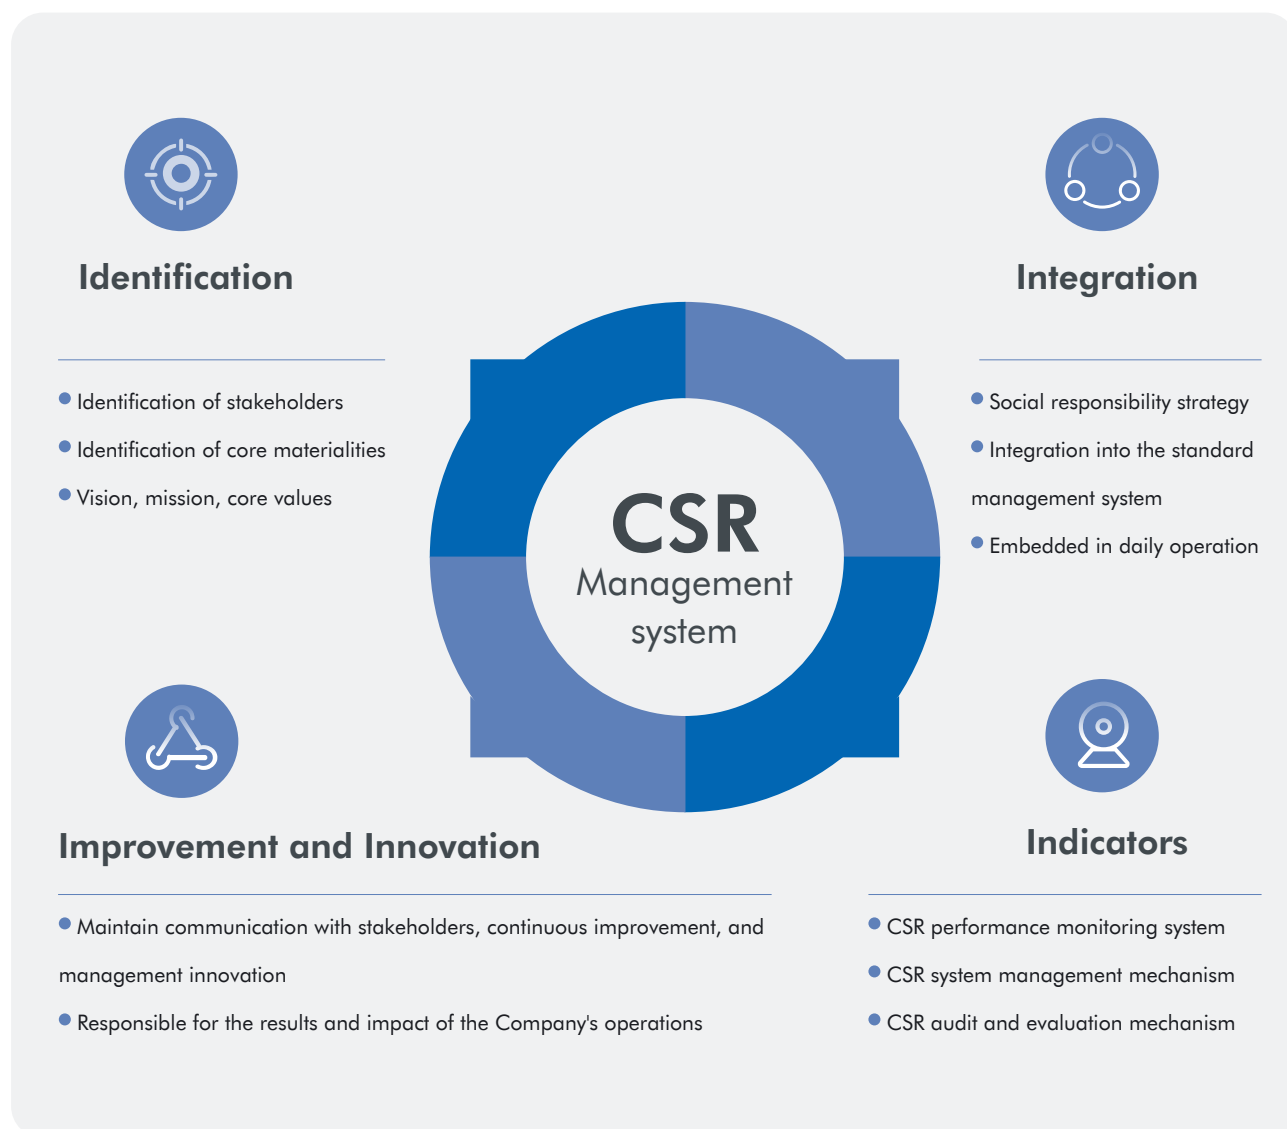 Identification
● Identification of stakeholders
● Identification of core materialities
● Vision, mission, core values
Integration
● Social responsibility strategy
● Integration into the standard
management system
● Embedded in daily operation
CSR
Management
system
Improvement and Innovation
● Maintain communication with stakeholders, continuous improvement, and
management innovation
● Responsible for the results and impact of the Company's operations
Indicators
● CSR performance monitoring system
● CSR system management mechanism
● CSR audit and evaluation mechanism